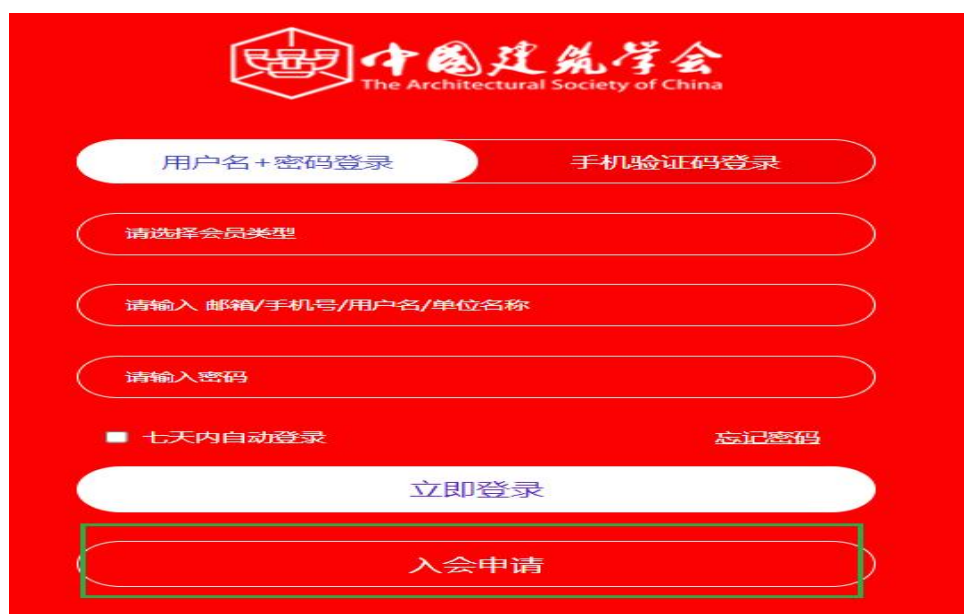 中国建筑学会
The Architectural Society of China
用户名+密码登录 手机验证码登录
请选择会员类型
请输入 邮箱/手机号/用户名/单位名称
请输入密码
七天内自动登录 忘记密码
立即登录
入会申请